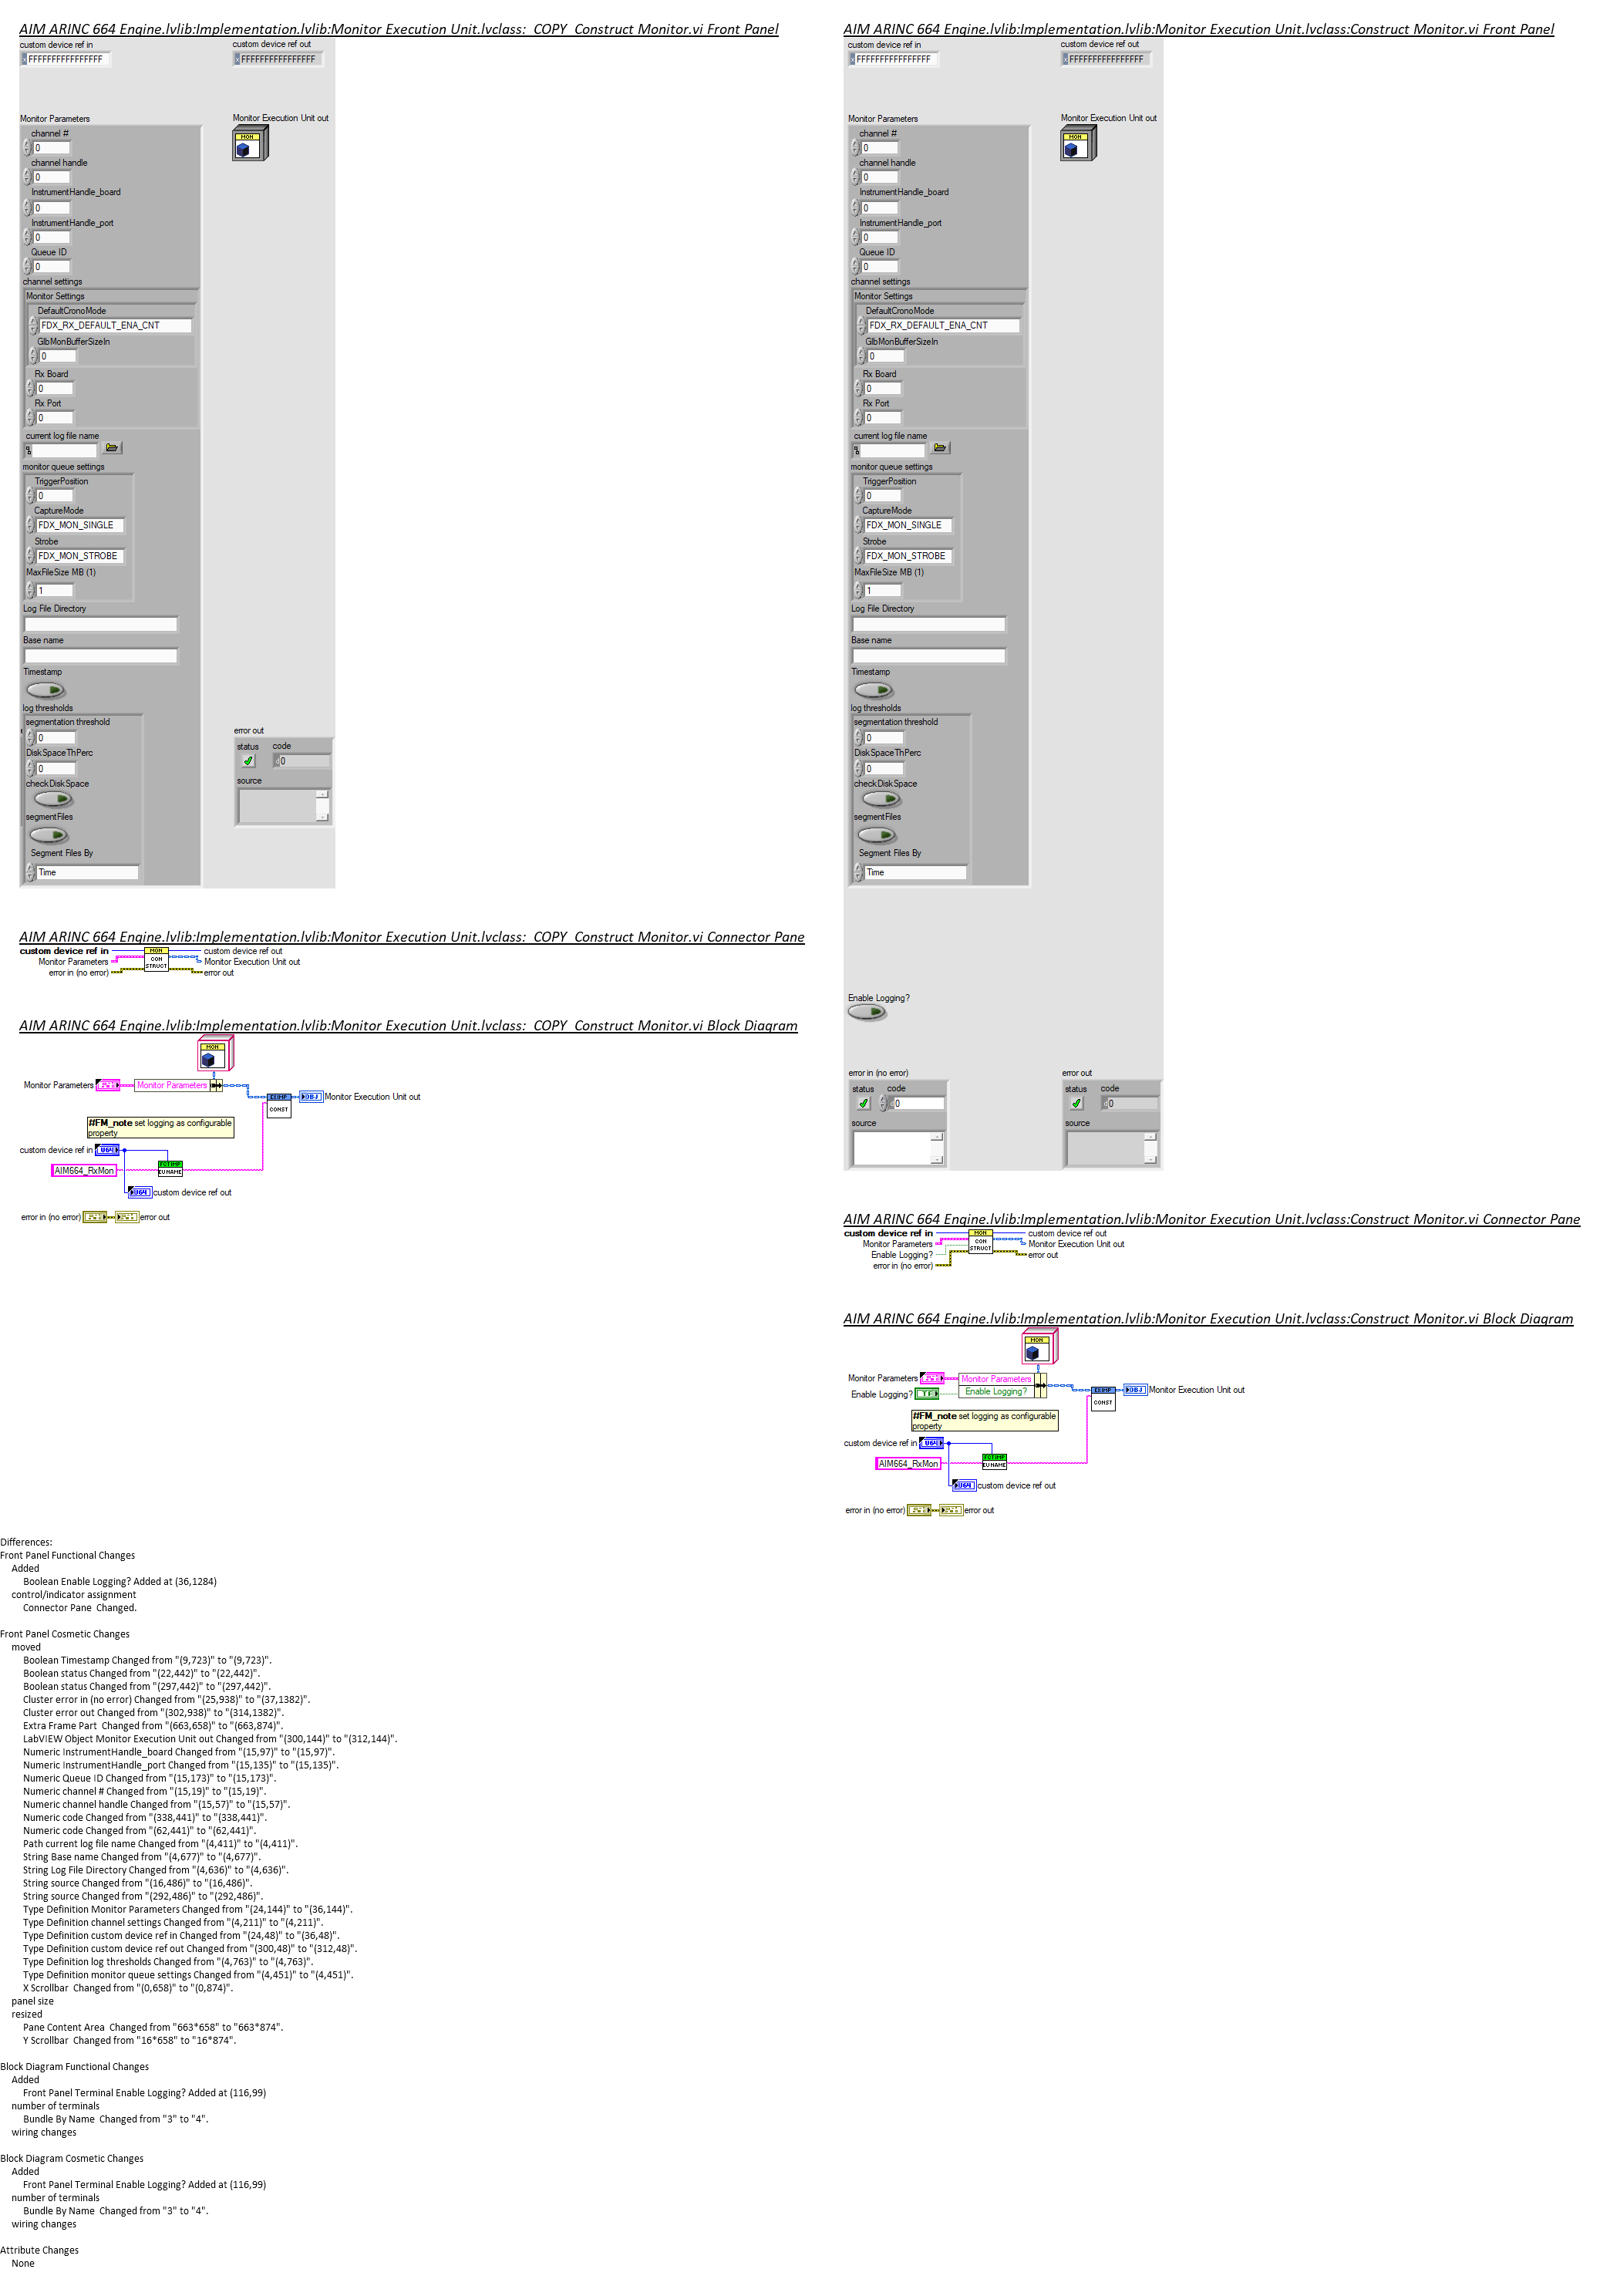 AIM ARINC 664 Engine.lvlib:Implementation.lvlib:Monitor Execution Unit.lvclass:_COPY_Construct Monitor.vi Front Panel
custom device ref in
custom device ref out
x FFFFFFFFFFFFFFFF
x FFFFFFFFFFFFFFFF
Monitor Parameters
Monitor Execution Unit out
MON
channel #
0
channel handle
0
InstrumentHandle_board
0
InstrumentHandle_port
0
Queue ID
0
channel settings
Monitor Settings
DefaultCronoMode
FDX_RX_DEFAULT_ENA_CNT
GlbMonBufferSizeIn
0
Rx Board
0
Rx Port
0
current log file name
monitor queue settings
TriggerPosition
0
CaptureMode
FDX_MON_SINGLE
Strobe
FDX_MON_STROBE
MaxFileSize MB (1)
1
Log File Directory
Base name
Timestamp
log thresholds
segmentation threshold
0
DiskSpaceThPerc
0
checkDiskSpace
segmentFiles
Segment Files By
Time
error out
status code
d0
source
AIM ARINC 664 Engine.lvlib:Implementation.lvlib:Monitor Execution Unit.lvclass:_COPY_Construct Monitor.vi Connector Pane
custom device ref in
Monitor Parameters
error in (no error)
MON
CON
STRUCT
custom device ref out
Monitor Execution Unit out
error out
AIM ARINC 664 Engine.lvlib:Implementation.lvlib:Monitor Execution Unit.lvclass:_COPY_Construct Monitor.vi Block Diagram
MON
Monitor Parameters
Monitor Parameters
CONST
OBJ
Monitor Execution Unit out
#FM_note set logging as configurable
property
custom device ref in
U64
AIM664_RxMon
EU NAME
U64
custom device ref out
error in (no error)
error out
AIM ARINC 664 Engine.lvlib:Implementation.lvlib:Monitor Execution Unit.lvclass:Construct Monitor.vi Front Panel
custom device ref in
custom device ref out
x FFFFFFFFFFFFFFFF
x FFFFFFFFFFFFFFFF
Monitor Parameters
Monitor Execution Unit out
MON
channel #
0
channel handle
0
InstrumentHandle_board
0
InstrumentHandle_port
0
Queue ID
0
channel settings
Monitor Settings
DefaultCronoMode
FDX_RX_DEFAULT_ENA_CNT
GlbMonBufferSizeIn
0
Rx Board
0
Rx Port
0
current log file name
monitor queue settings
TriggerPosition
0
CaptureMode
FDX_MON_SINGLE
Strobe
FDX_MON_STROBE
MaxFileSize MB (1)
1
Log File Directory
Base name
Timestamp
log thresholds
segmentation threshold
0
DiskSpaceThPerc
0
checkDiskSpace
segmentFiles
Segment Files By
Time
Enable Logging?
error in (no error)
status code
d0
source
error out
status code
d0
source
AIM ARINC 664 Engine.lvlib:Implementation.lvlib:Monitor Execution Unit.lvclass:Construct Monitor.vi Connector Pane
custom device ref in
Monitor Parameters
Enable Logging?
error in (no error)
MON
CON
STRUCT
custom device ref out
Monitor Execution Unit out
error out
AIM ARINC 664 Engine.lvlib:Implementation.lvlib:Monitor Execution Unit.lvclass:Construct Monitor.vi Block Diagram
MON
Monitor Parameters
Monitor Parameters
Enable Logging?
TF
Enable Logging?
CONST
OBJ
Monitor Execution Unit out
#FM_note set logging as configurable
property
custom device ref in
U64
AIM664_RxMon
EU NAME
U64
custom device ref out
error in (no error)
error out
Differences:
Front Panel Functional Changes
Added
Boolean Enable Logging? Added at (36,1284)
control/indicator assignment
Connector Pane Changed.
Front Panel Cosmetic Changes
moved
Boolean Timestamp Changed from "(9,723)" to "(9,723)".
Boolean status Changed from "(22,442)" to "(22,442)".
Boolean status Changed from "(297,442)" to "(297,442)".
Cluster error in (no error) Changed from "(25,938)" to "(37,1382)".
Cluster error out Changed from "(302,938)" to "(314,1382)".
Extra Frame Part Changed from "(663,658)" to "(663,874)".
LabVIEW Object Monitor Execution Unit out Changed from "(300,144)" to "(312,144)".
Numeric InstrumentHandle_board Changed from "(15,97)" to "(15,97)".
Numeric InstrumentHandle_port Changed from "(15,135)" to "(15,135)".
Numeric Queue ID Changed from "(15,173)" to "(15,173)".
Numeric channel # Changed from "(15,19)" to "(15,19)".
Numeric channel handle Changed from "(15,57)" to "(15,57)".
Numeric code Changed from "(338,441)" to "(338,441)".
Numeric code Changed from "(62,441)" to "(62,441)".
Path current log file name Changed from "(4,411)" to "(4,411)".
String Base name Changed from "(4,677)" to "(4,677)".
String Log File Directory Changed from "(4,636)" to "(4,636)".
String source Changed from "(16,486)" to "(16,486)".
String source Changed from "(292,486)" to "(292,486)".
Type Definition Monitor Parameters Changed from "(24,144)" to "(36,144)".
Type Definition channel settings Changed from "(4,211)" to "(4,211)".
Type Definition custom device ref in Changed from "(24,48)" to "(36,48)".
Type Definition custom device ref out Changed from "(300,48)" to "(312,48)".
Type Definition log thresholds Changed from "(4,763)" to "(4,763)".
Type Definition monitor queue settings Changed from "(4,451)" to "(4,451)".
X Scrollbar Changed from "(0,658)" to "(0,874)".
panel size
resized
Pane Content Area Changed from "663*658" to "663*874".
Y Scrollbar Changed from "16*658" to "16*874".
Block Diagram Functional Changes
Added
Front Panel Terminal Enable Logging? Added at (116,99)
number of terminals
Bundle By Name Changed from "3" to "4".
wiring changes
Block Diagram Cosmetic Changes
Added
Front Panel Terminal Enable Logging? Added at (116,99)
number of terminals
Bundle By Name Changed from "3" to "4".
wiring changes
Attribute Changes
None